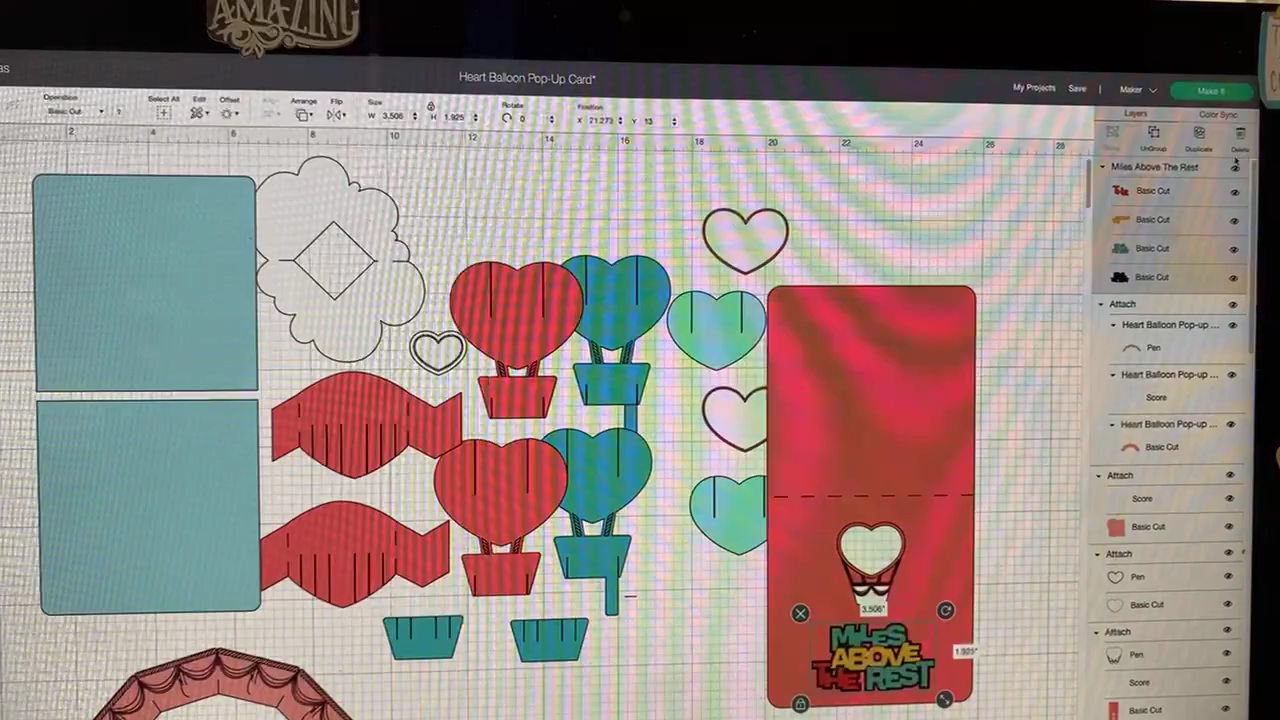 AMAZING
as
Heart Balloon Pop-Up Card*
My Projects Save | Maker Make It
Operation
Basic Cut
?
Select All Edit Offset Arrange Flip Size Rotate Position
W 3.506 H 1.925 0 X 21.273 Y 13
2 4 6 8 10 12 14 16 18 20 22 24 26 28
Layers Color Sync
UnGroup Duplicate Delete
Miles Above The Rest
Basic Cut
Basic Cut
Basic Cut
Basic Cut
Attach
Heart Balloon Pop-up ...
Pen
Heart Balloon Pop-up ...
Score
Heart Balloon Pop-up ...
Basic Cut
Attach
Score
Basic Cut
Attach
Pen
Basic Cut
Attach
Pen
Score
Basic Cut
3.506"
MILES
ABOVE
THE REST